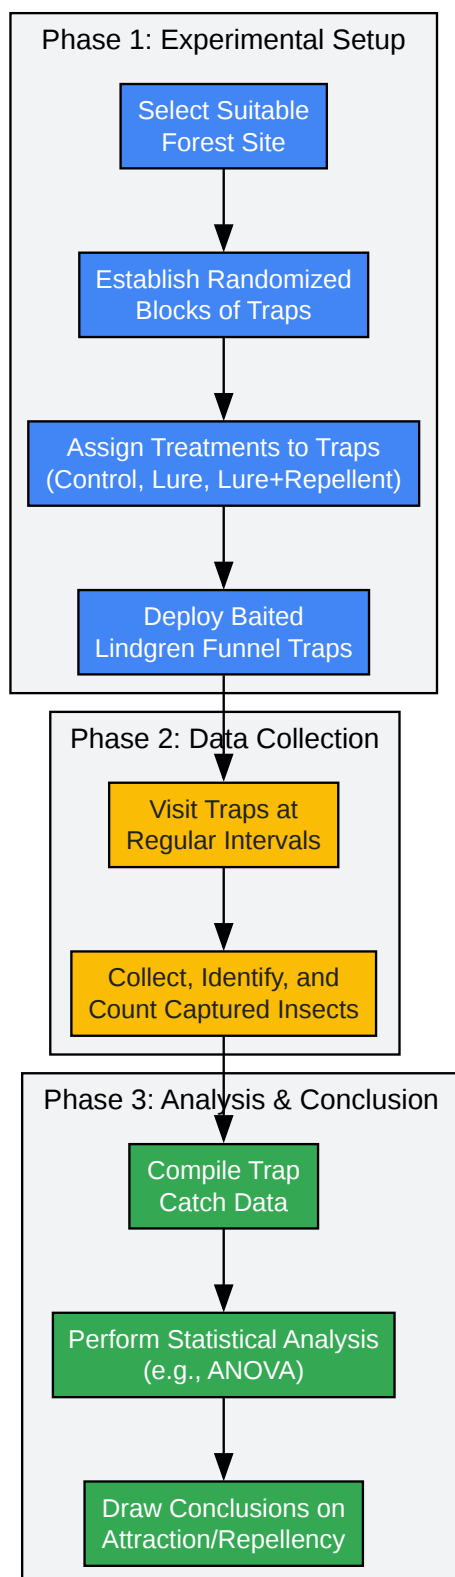 Phase 1: Experimental Setup
Select Suitable
Forest Site
Establish Randomized
Blocks of Traps
Assign Treatments to Traps
(Control, Lure, Lure+Repellent)
Deploy Baited
Lindgren Funnel Traps
Phase 2: Data Collection
Visit Traps at
Regular Intervals
Collect, Identify, and
Count Captured Insects
Phase 3: Analysis & Conclusion
Compile Trap
Catch Data
Perform Statistical Analysis
(e.g., ANOVA)
Draw Conclusions on
Attraction/Repellency